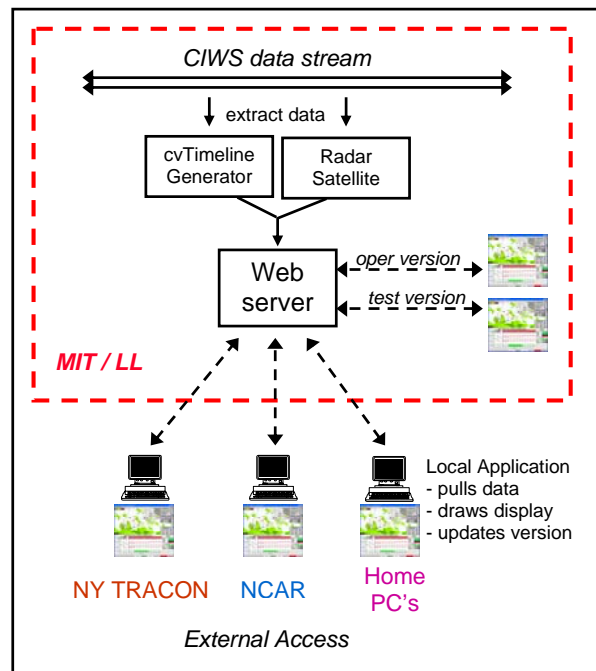 CIWS data stream
extract data
cvTimeline
Generator
Radar
Satellite
Web
server
oper version
test version
MIT / LL
Local Application
- pulls data
- draws display
- updates version
NY TRACON
NCAR
Home
PC's
External Access